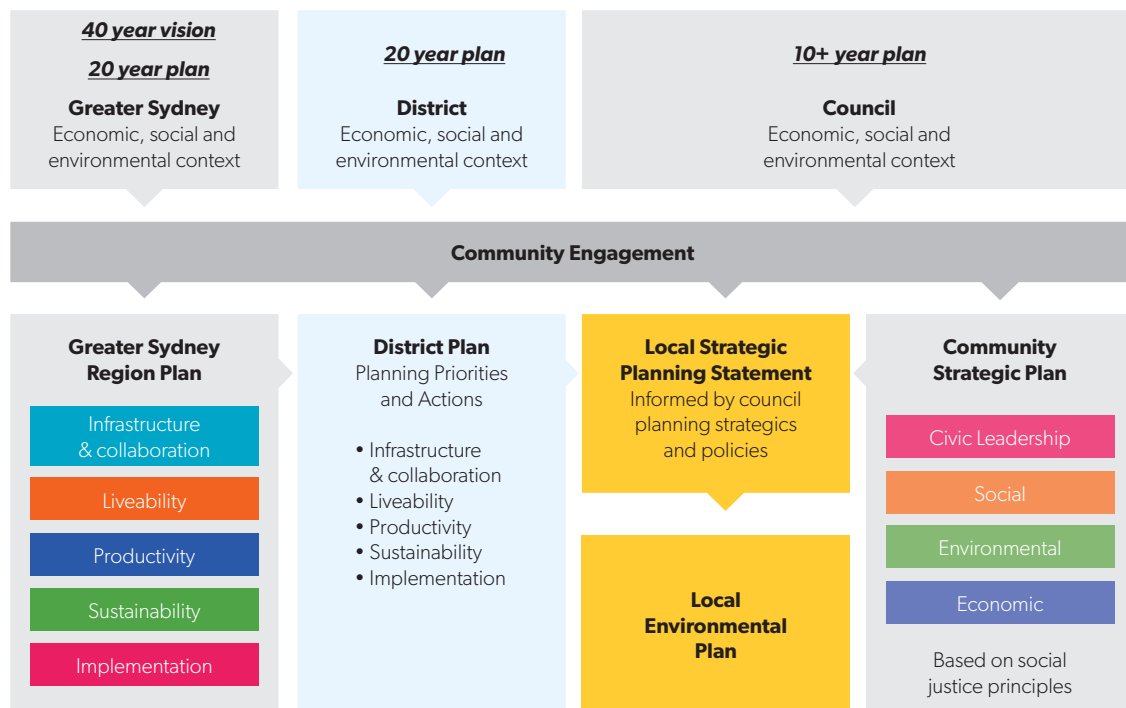 40 year vision
20 year plan
Greater Sydney
Economic, social and
environmental context
20 year plan
District
Economic, social and
environmental context
10+ year plan
Council
Economic, social and
environmental context
Community Engagement
Greater Sydney
Region Plan
Infrastructure
& collaboration
Liveability
Productivity
Sustainability
Implementation
District Plan
Planning Priorities
and Actions
• Infrastructure
& collaboration
• Liveability
• Productivity
• Sustainability
• Implementation
Local Strategic
Planning Statement
Informed by council
planning strategics
and policies
Local
Environmental
Plan
Community
Strategic Plan
Civic Leadership
Social
Environmental
Economic
Based on social
justice principles